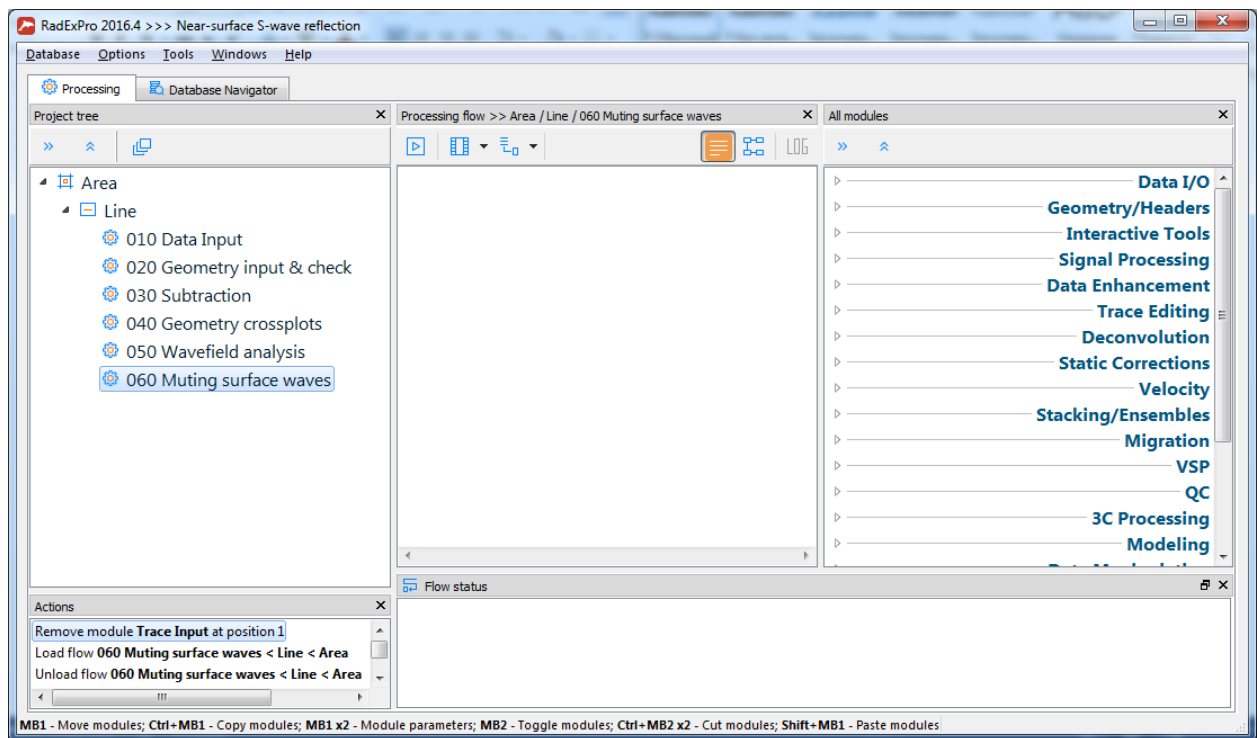 RadExPro 2016.4 >>> Near-surface S-wave reflection
Database Options Tools Windows Help
Processing Database Navigator
Project tree
Area
Line
010 Data Input
020 Geometry input & check
030 Subtraction
040 Geometry crossplots
050 Wavefield analysis
060 Muting surface waves
Actions
Remove module Trace Input at position 1
Load flow 060 Muting surface waves < Line < Area
Unload flow 060 Muting surface waves < Line < Area
Processing flow >> Area / Line / 060 Muting surface waves
LOG
Flow status
All modules
Data I/O
Geometry/Headers
Interactive Tools
Signal Processing
Data Enhancement
Trace Editing
Deconvolution
Static Corrections
Velocity
Stacking/Ensembles
Migration
VSP
QC
3C Processing
Modeling
MB1 - Move modules; Ctrl+MB1 - Copy modules; MB1 x2 - Module parameters; MB2 - Toggle modules; Ctrl+MB2 x2 - Cut modules; Shift+MB1 - Paste modules